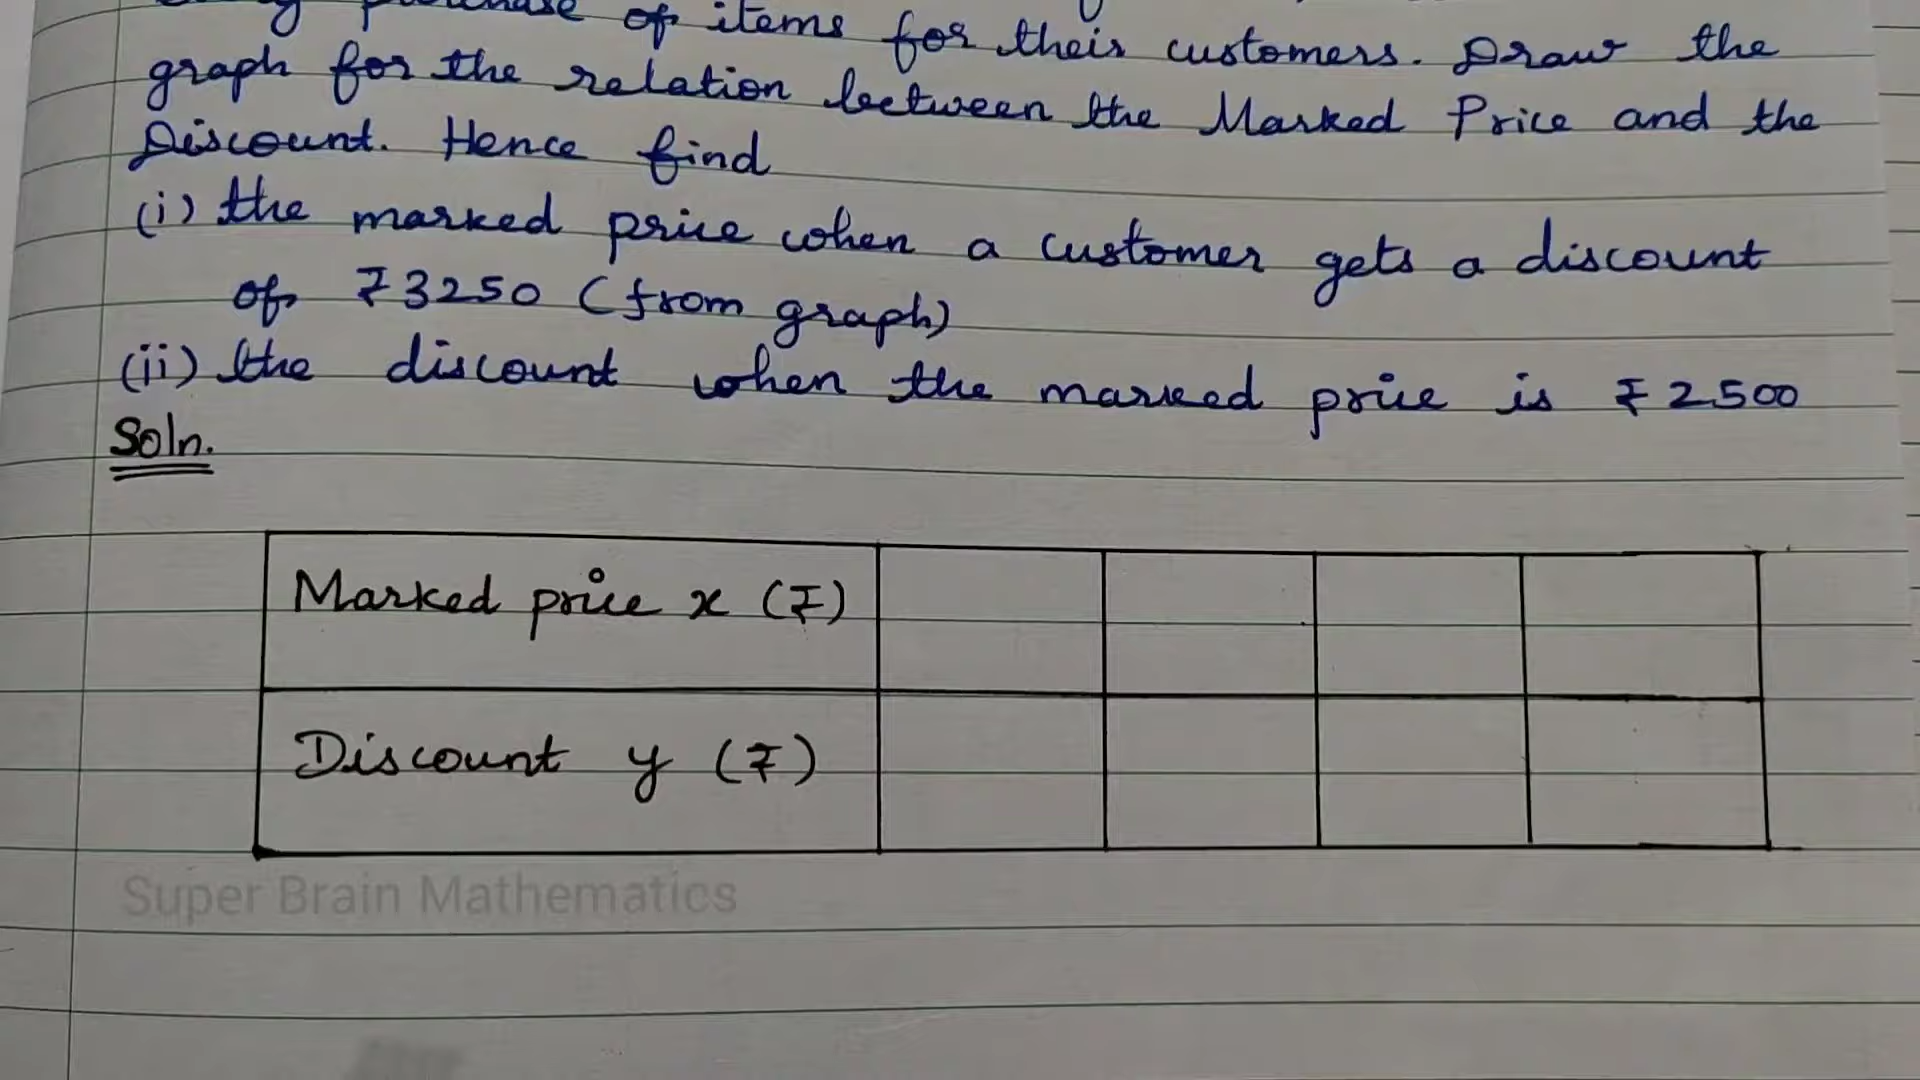 purchase of items for their customers. Draw the
graph for the relation between the Marked Price and the
Discount. Hence find
(i) the marked price when a customer gets a discount
of ₹3250 (from graph)
(ii) the discount when the marked price is ₹2500
Soln.
Marked price x (₹)
Discount y (₹)
Super Brain Mathematics